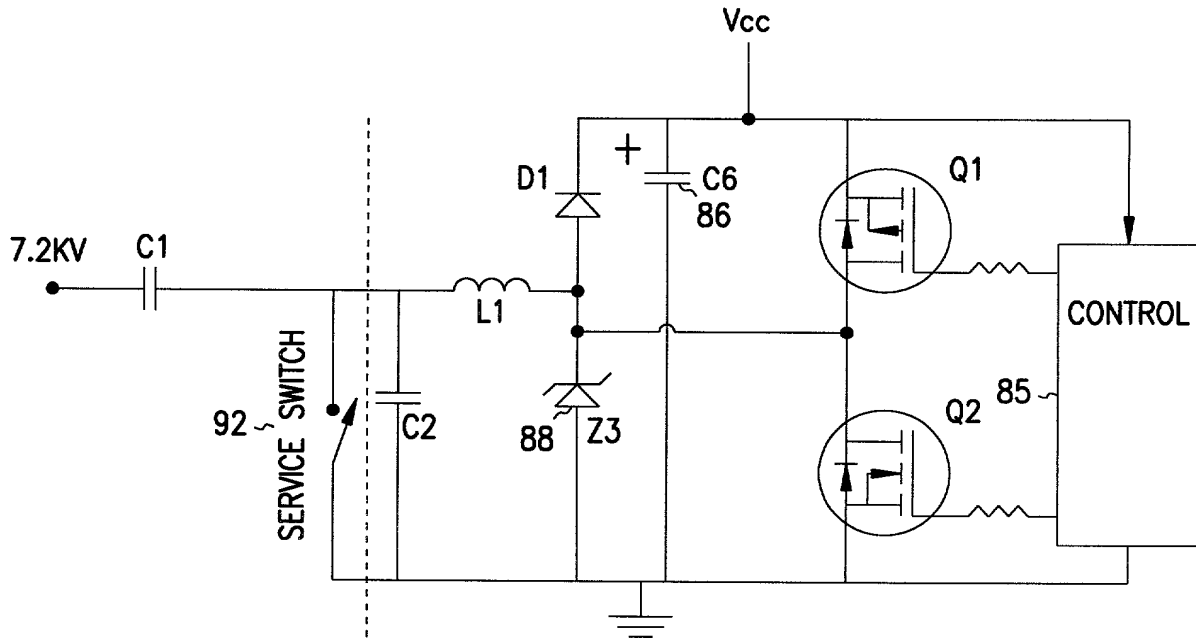 Vcc
D1
+
C6
86
Q1
7.2KV
C1
L1
CONTROL
SERVICE SWITCH
92
C2
88
Z3
85
Q2